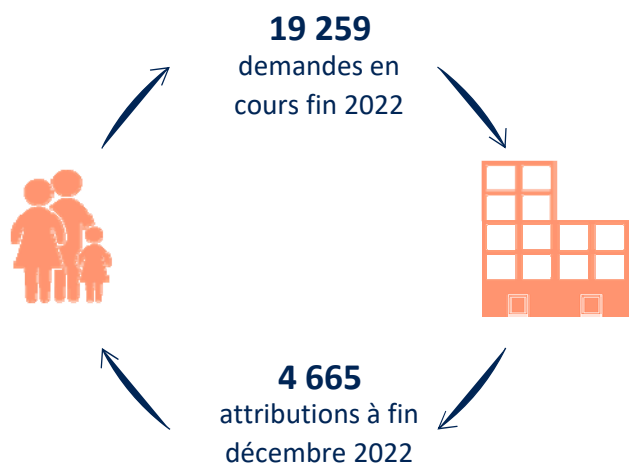 19 259
demandes en
cours fin 2022
4 665
attributions à fin
décembre 2022